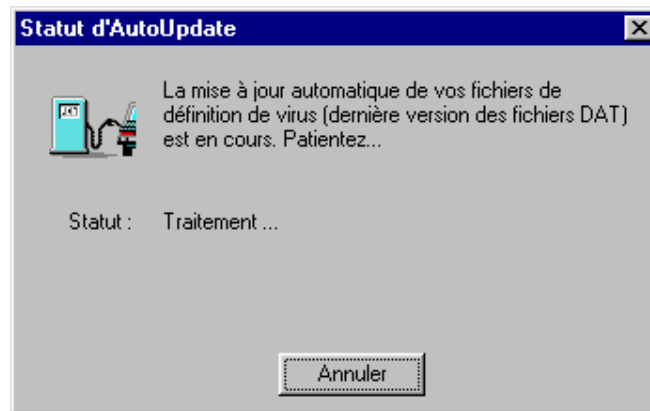 Statut d'AutoUpdate
La mise à jour automatique de vos fichiers de
définition de virus (dernière version des fichiers DAT)
est en cours. Patientez...
Statut : Traitement ...
Annuler